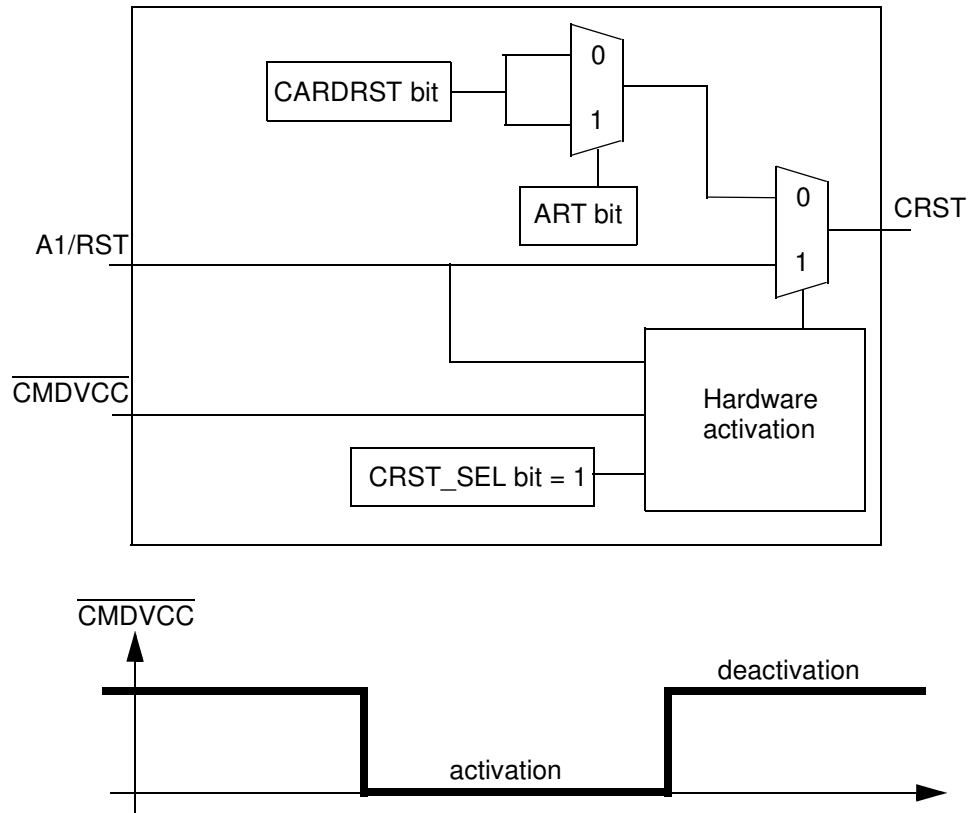 0
CARDRST bit
1
ART bit
0
CRST
A1/RST
1
CMDVCC
Hardware
activation
CRST_SEL bit = 1
CMDVCC
deactivation
activation